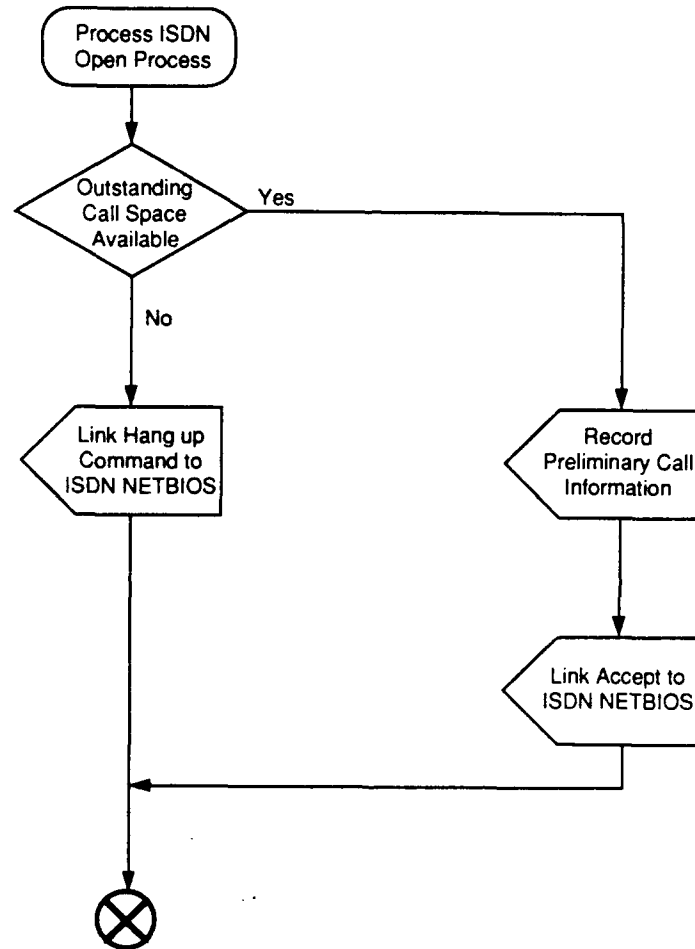 Process ISDN
Open Process
Outstanding
Call Space
Available
Yes
No
Link Hang up
Command to
ISDN NETBIOS
Record
Preliminary Call
Information
Link Accept to
ISDN NETBIOS